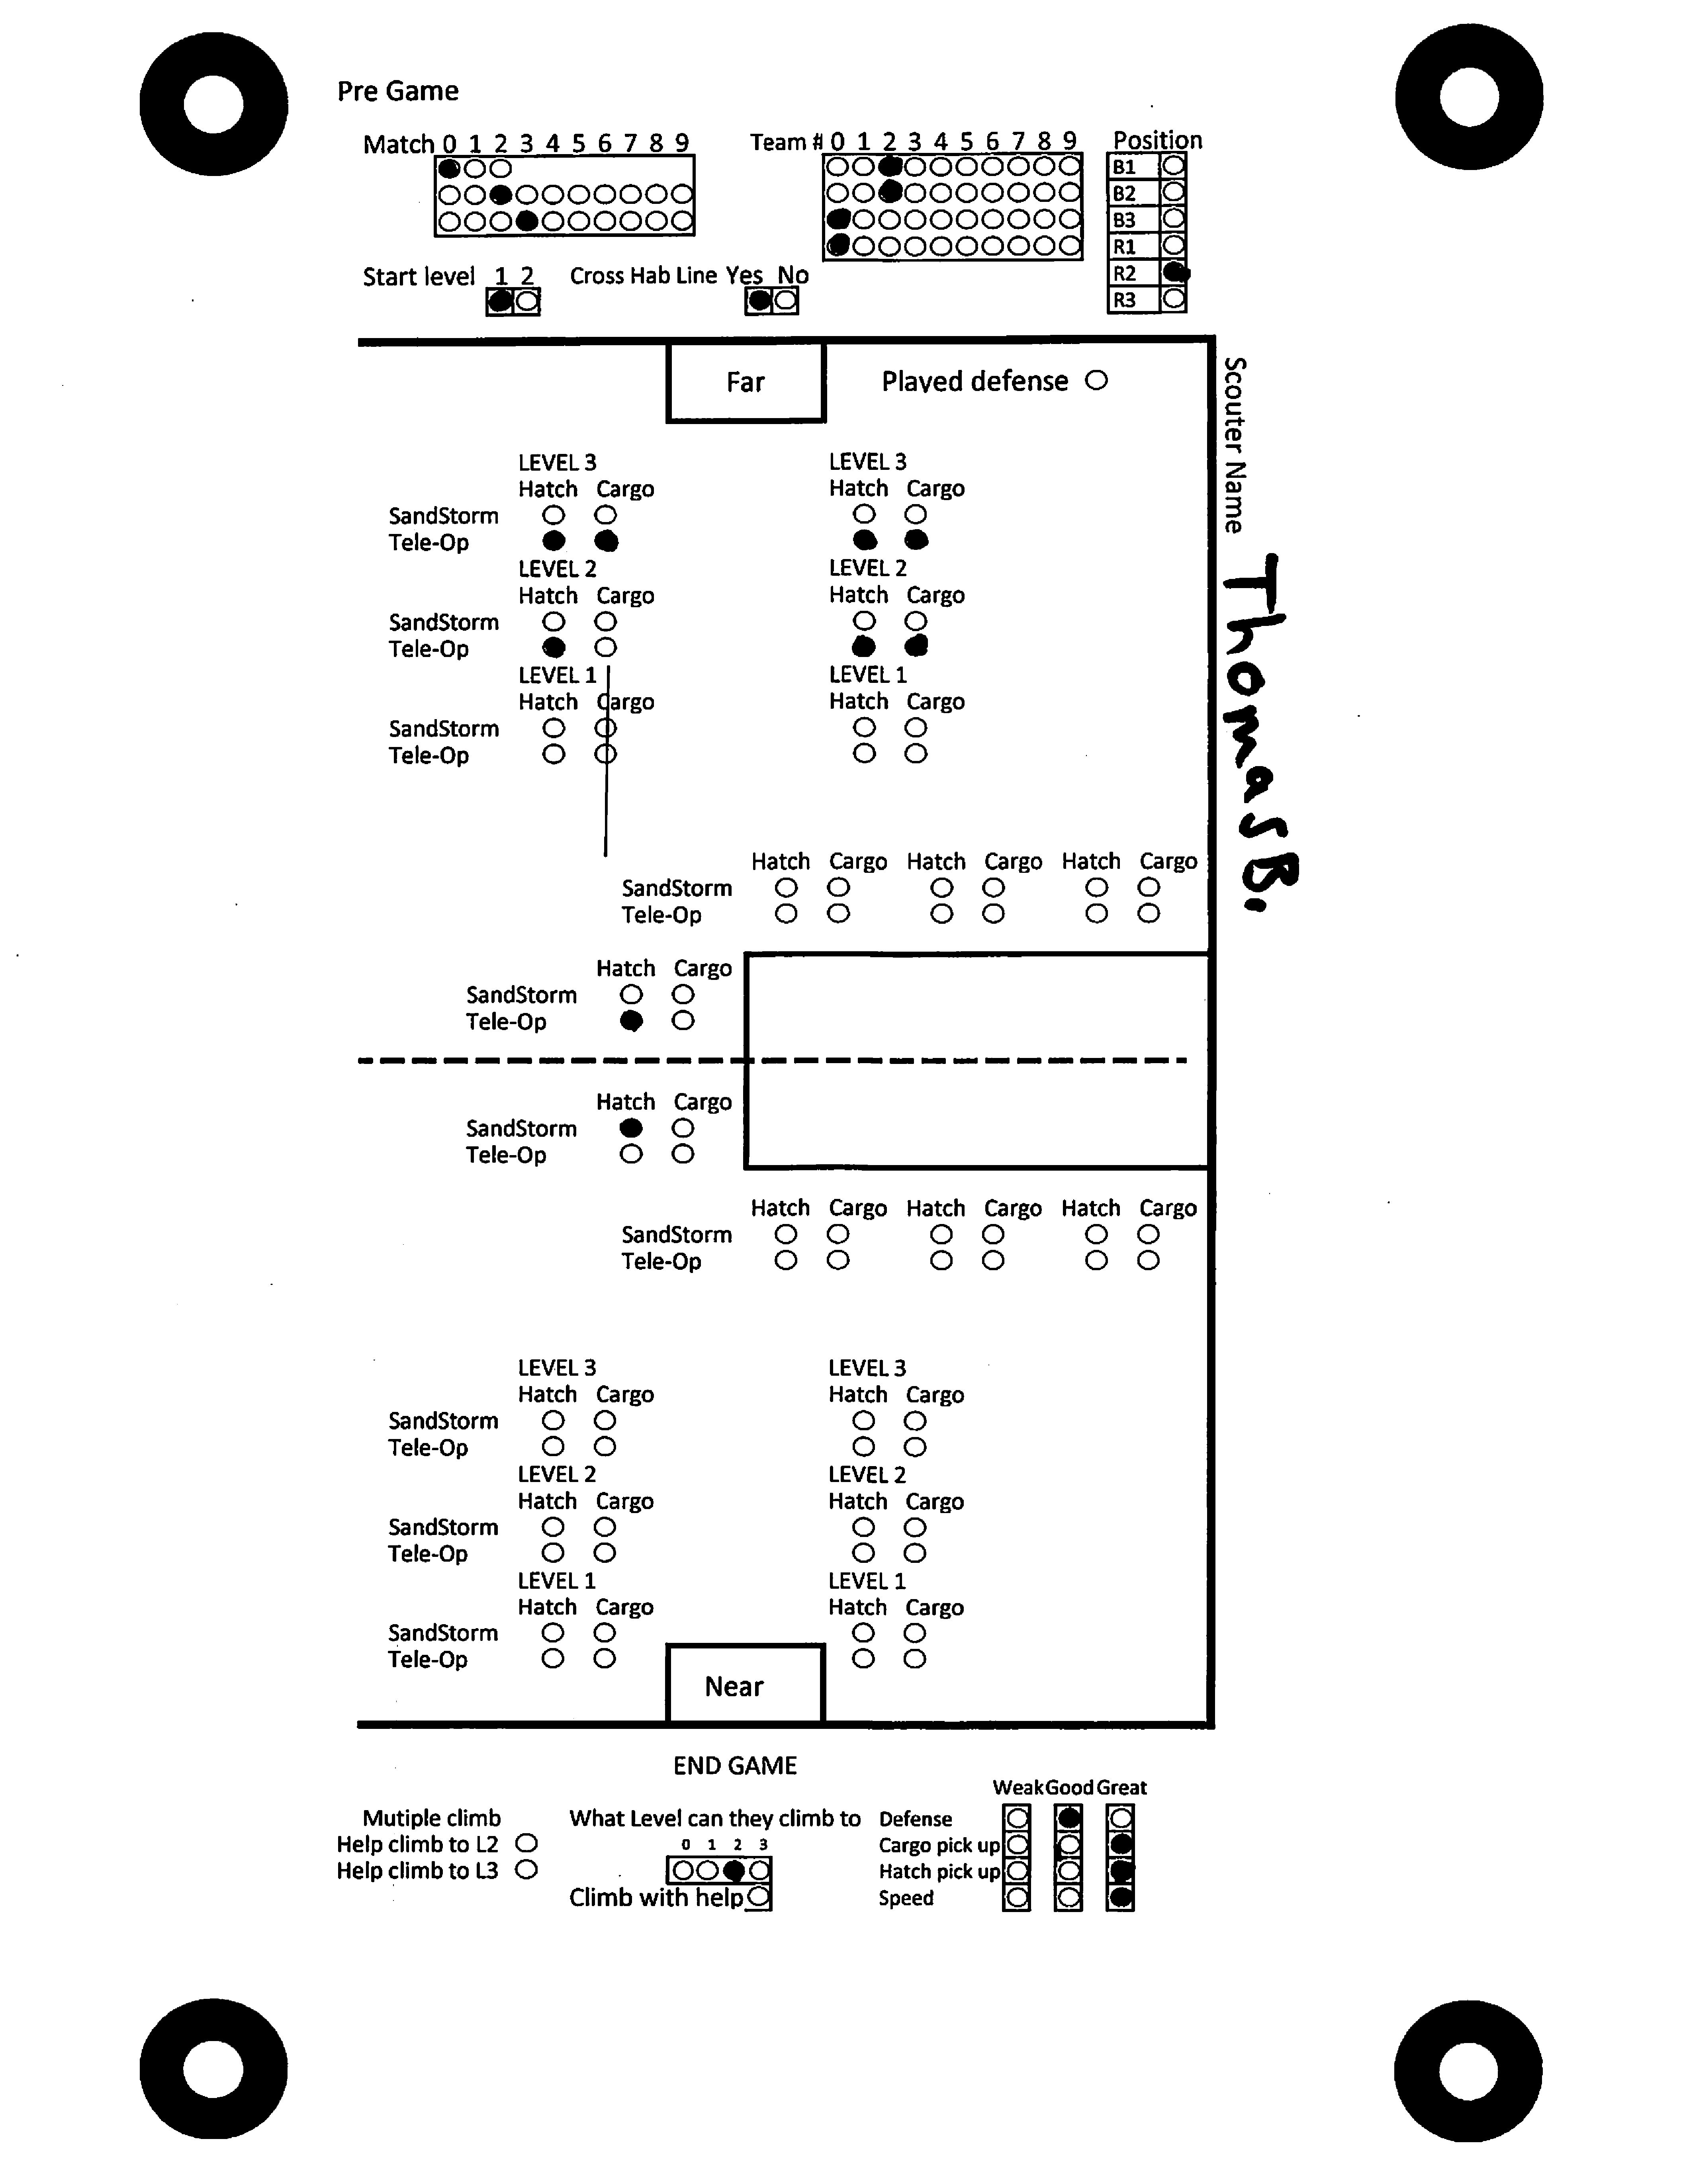 Pre Game
Match 0 1 2 3 4 5 6 7 8 9
Team # 0 1 2 3 4 5 6 7 8 9
Position
B1
B2
B3
R1
R2
R3
Start level 1 2
Cross Hab Line Yes No
Far
Played defense
Scouter Name Thomas B.
LEVEL 3 LEVEL 3
Hatch Cargo Hatch Cargo
SandStorm
Tele-Op
LEVEL 2 LEVEL 2
Hatch Cargo Hatch Cargo
SandStorm
Tele-Op
LEVEL 1 LEVEL 1
Hatch Cargo Hatch Cargo
SandStorm
Tele-Op
Hatch Cargo Hatch Cargo Hatch Cargo
SandStorm
Tele-Op
Hatch Cargo
SandStorm
Tele-Op
Hatch Cargo
SandStorm
Tele-Op
Hatch Cargo Hatch Cargo Hatch Cargo
SandStorm
Tele-Op
LEVEL 3 LEVEL 3
Hatch Cargo Hatch Cargo
SandStorm
Tele-Op
LEVEL 2 LEVEL 2
Hatch Cargo Hatch Cargo
SandStorm
Tele-Op
LEVEL 1 LEVEL 1
Hatch Cargo Hatch Cargo
SandStorm
Tele-Op
Near
END GAME
Mutiple climb
Help climb to L2
Help climb to L3
What Level can they climb to
0 1 2 3
Climb with help
Weak Good Great
Defense
Cargo pick up
Hatch pick up
Speed